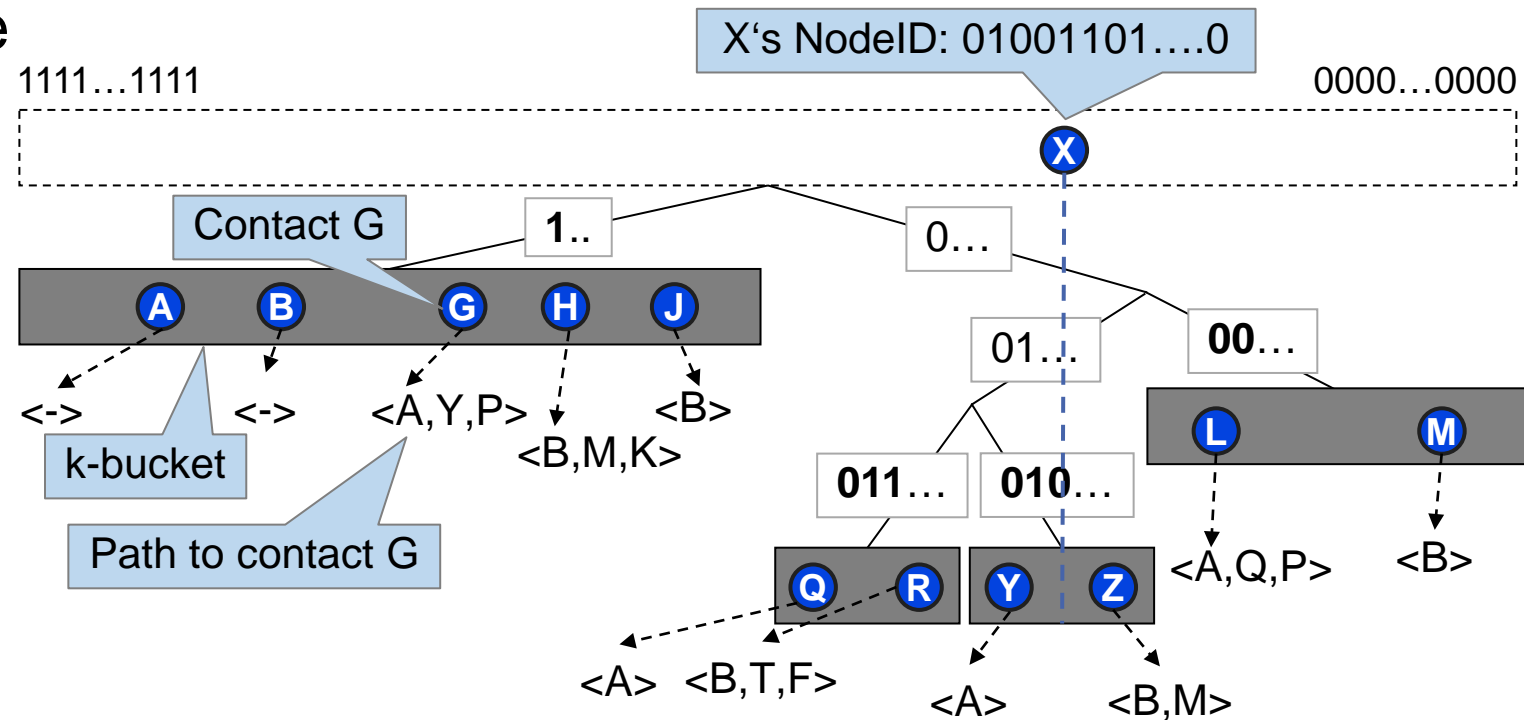 e
X‘s NodeID: 01001101….0
1111…1111
0000…0000
X
Contact G
1..
0…
A
B
G
H
J
01…
00…
<->
<->
<A,Y,P>
<B>
<B,M,K>
k-bucket
L
M
011…
010…
Path to contact G
<A,Q,P>
<B>
Q
R
Y
Z
<A>
<B,T,F>
<A>
<B,M>